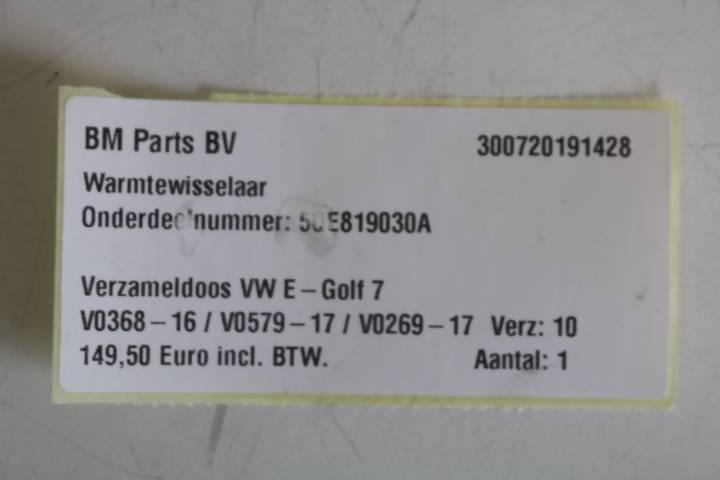 BM Parts BV 300720191428
Warmtewisselaar
Onderdeelnummer: 5QE819030A
Verzameldoos VW E – Golf 7
V0368 – 16 / V0579 – 17 / V0269 – 17 Verz: 10
149,50 Euro incl. BTW. Aantal: 1